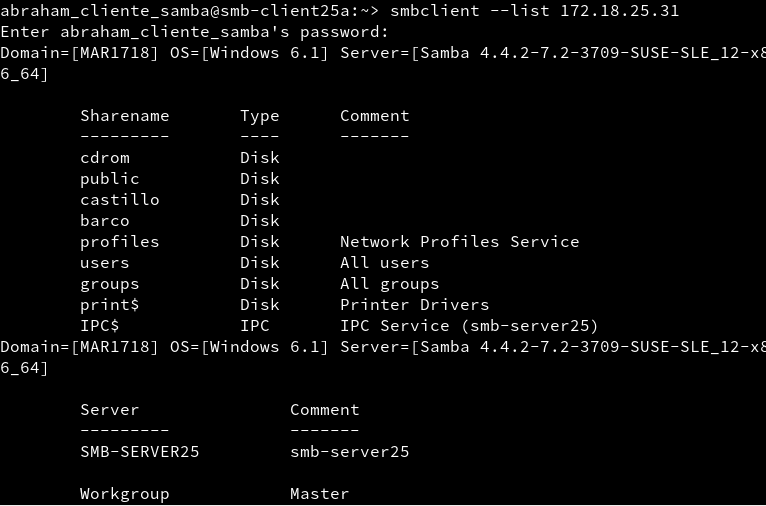 abraham_cliente_samba@smb-client25a:~> smbclient --list 172.18.25.31
Enter abraham_cliente_samba's password:
Domain=[MAR1718] OS=[Windows 6.1] Server=[Samba 4.4.2-7.2-3709-SUSE-SLE_12-x8
6_64]
Sharename Type Comment
--------- ---- -------
cdrom Disk
public Disk
castillo Disk
barco Disk
profiles Disk Network Profiles Service
users Disk All users
groups Disk All groups
print$ Disk Printer Drivers
IPC$ IPC IPC Service (smb-server25)
Domain=[MAR1718] OS=[Windows 6.1] Server=[Samba 4.4.2-7.2-3709-SUSE-SLE_12-x8
6_64]
Server Comment
--------- -------
SMB-SERVER25 smb-server25
Workgroup Master